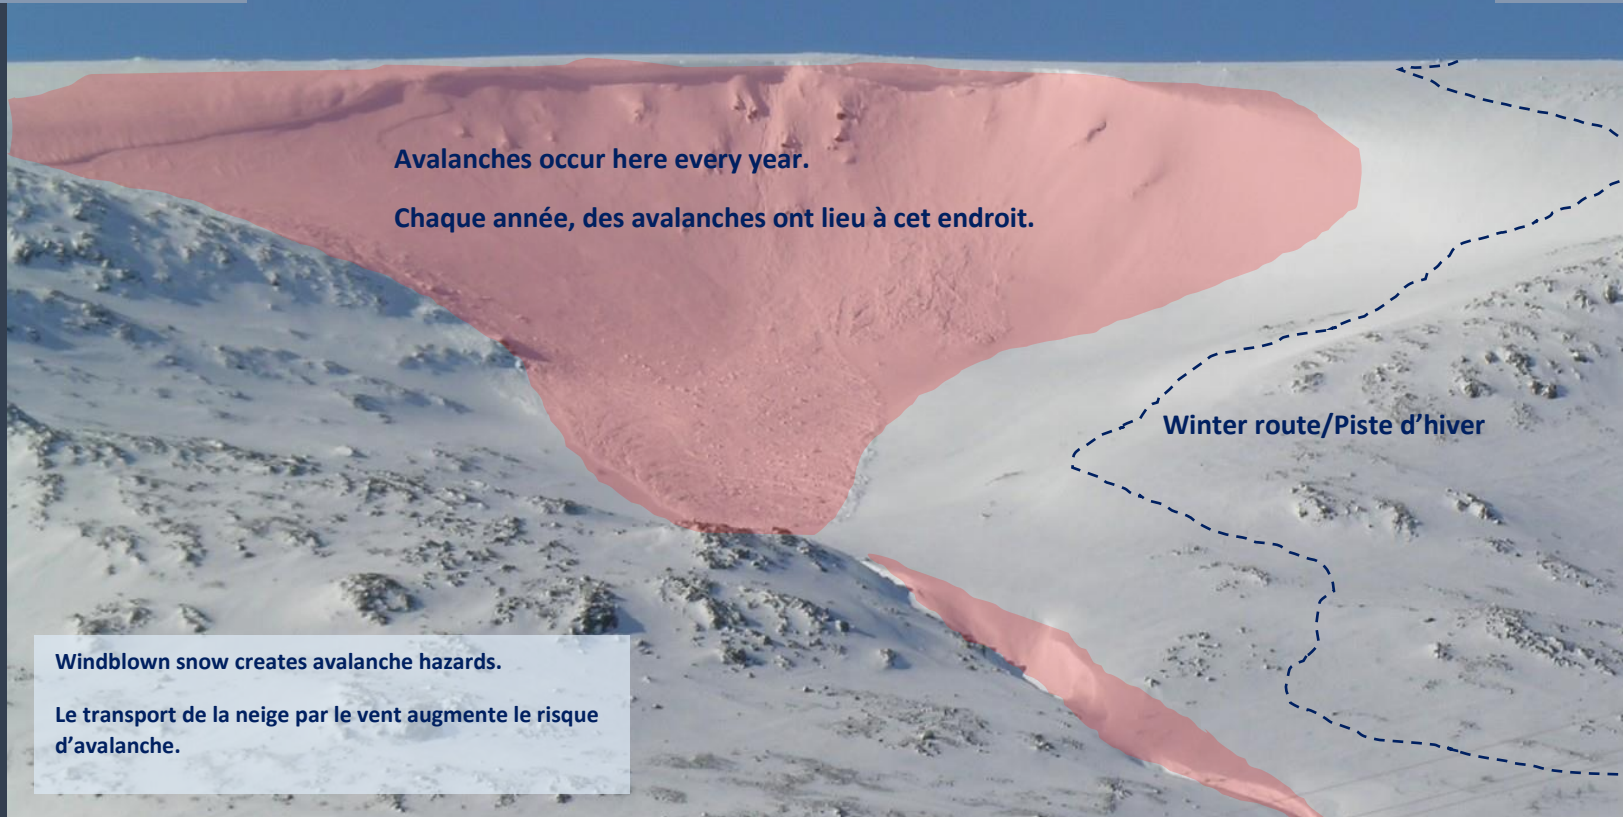 Avalanches occur here every year.
Chaque année, des avalanches ont lieu à cet endroit.
Winter route/Piste d'hiver
Windblown snow creates avalanche hazards.
Le transport de la neige par le vent augmente le risque
d'avalanche.